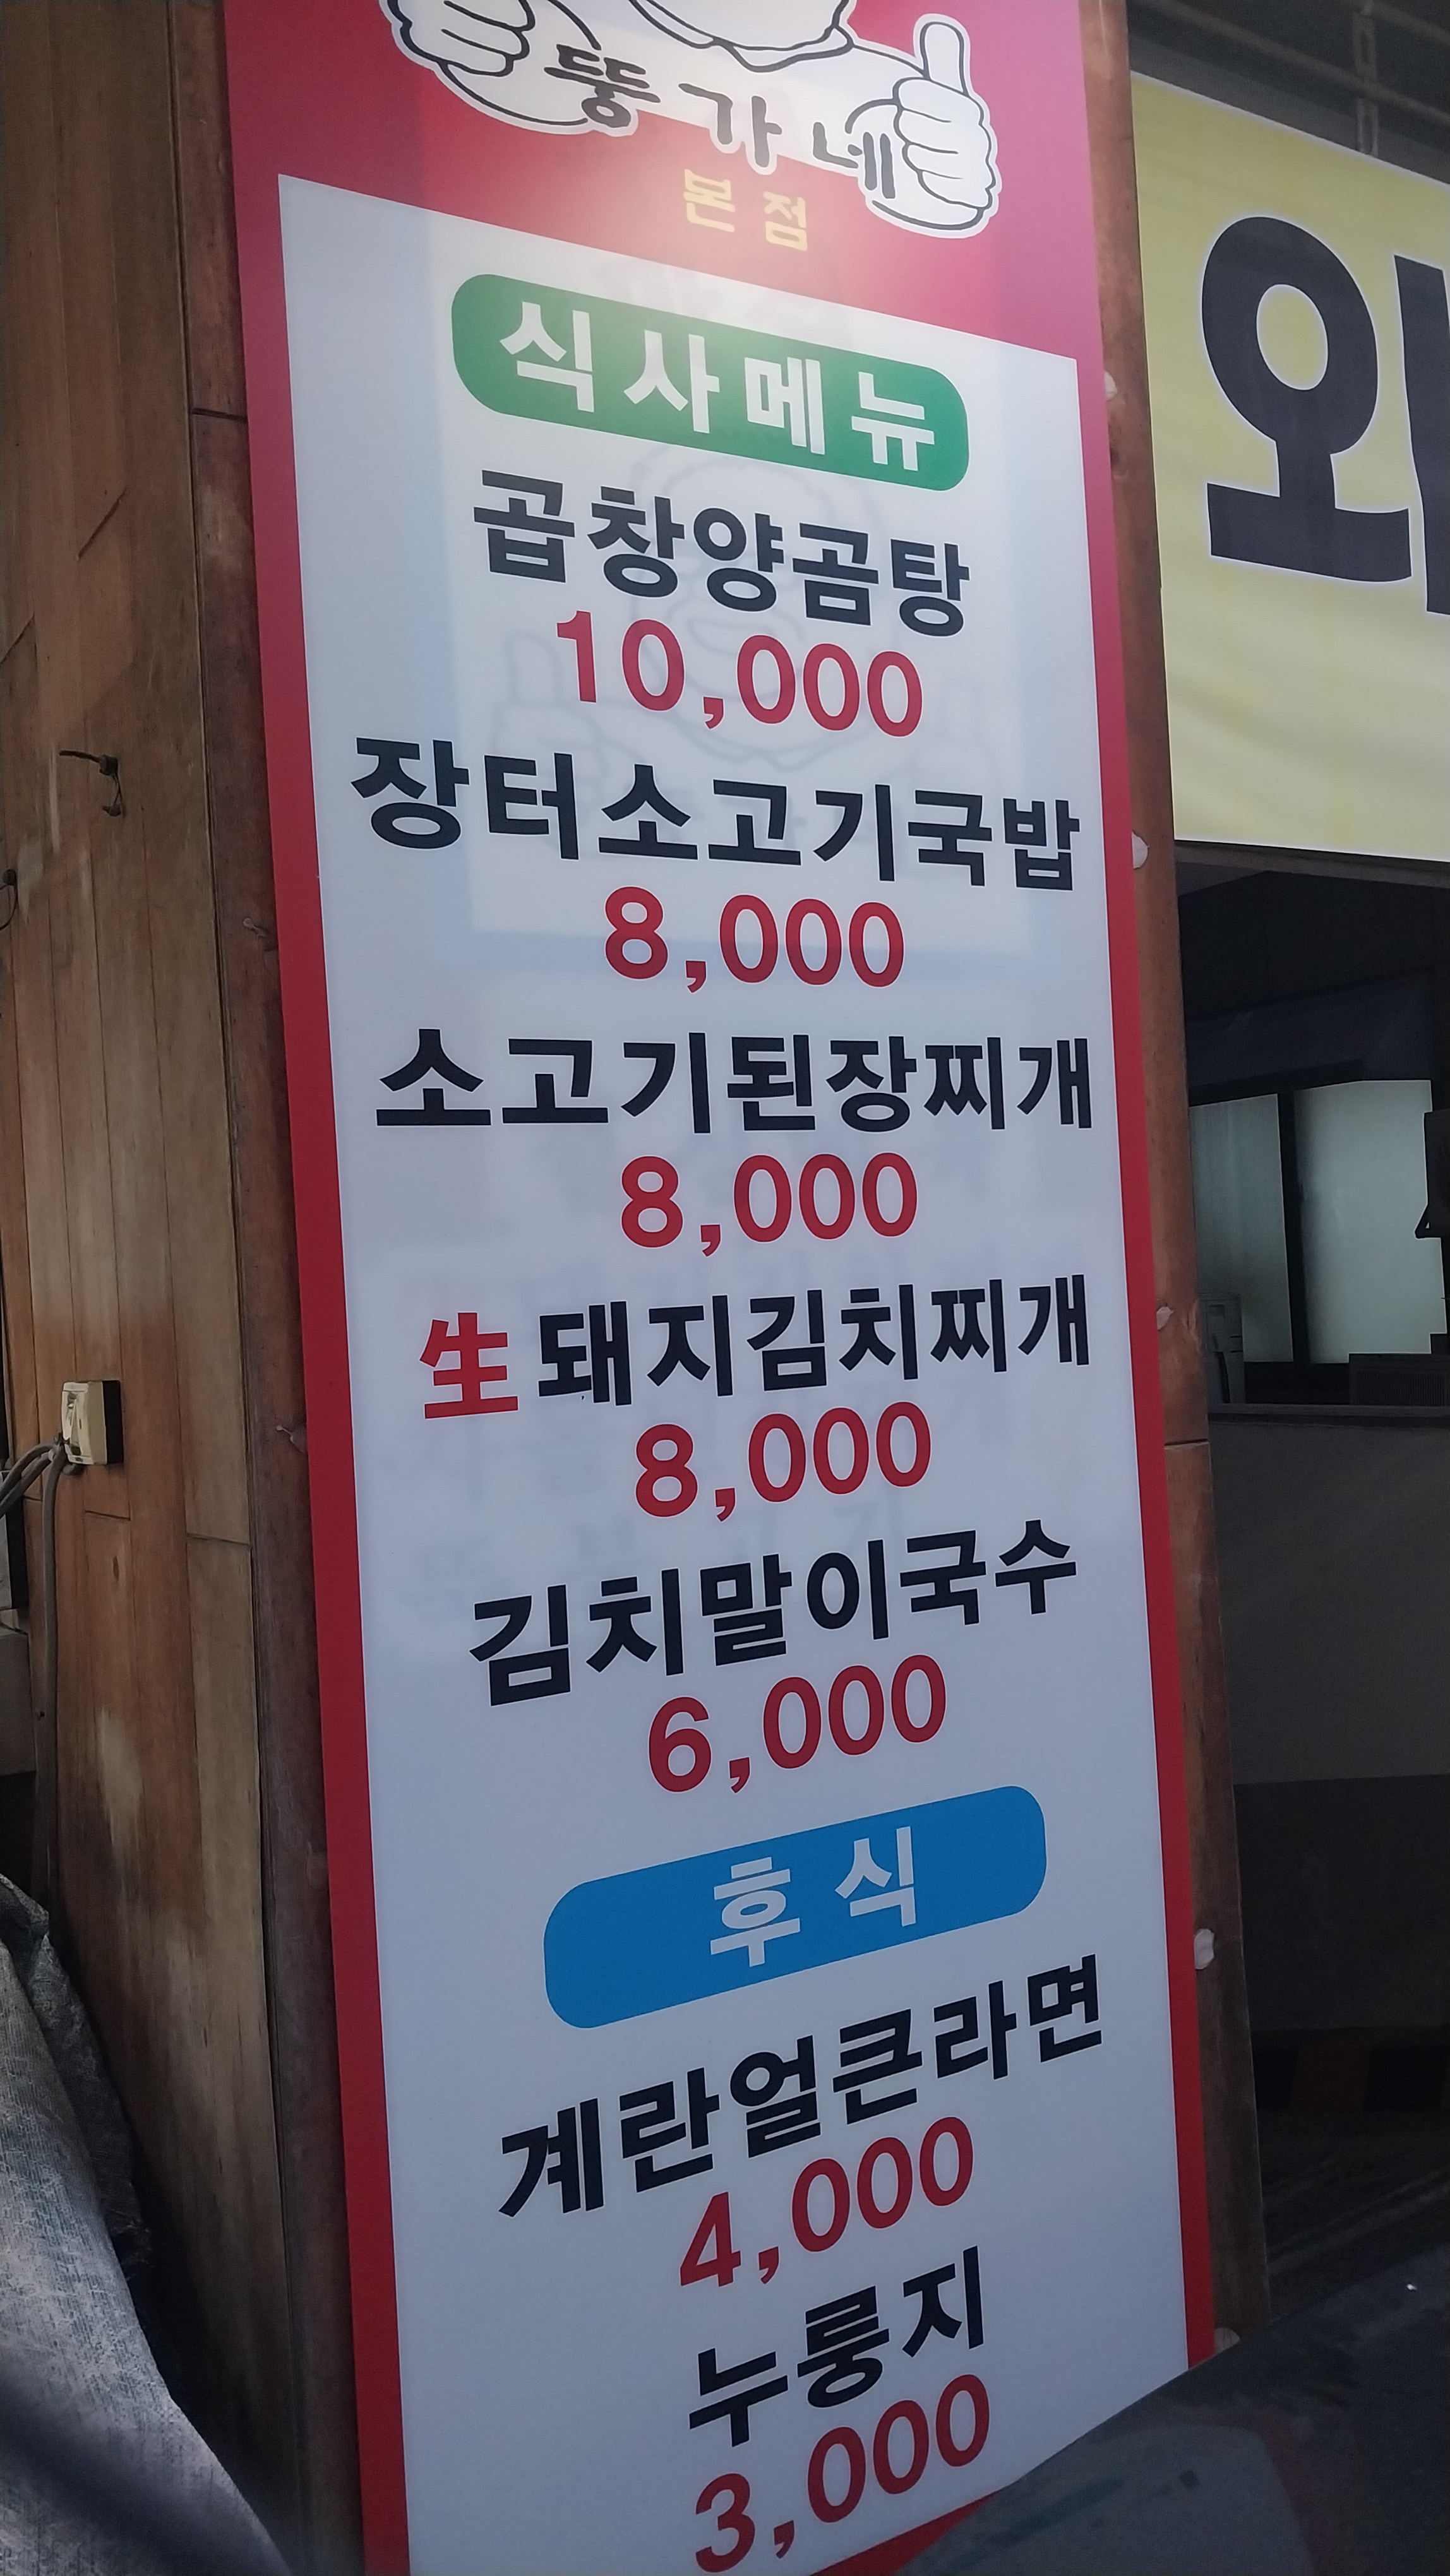 뚱가네
본점
식사메뉴
곱창양곰탕
10,000
장터소고기국밥
8,000
소고기된장찌개
8,000
生돼지김치찌개
8,000
김치말이국수
6,000
후식
계란얼큰라면
4,000
누룽지
3,000